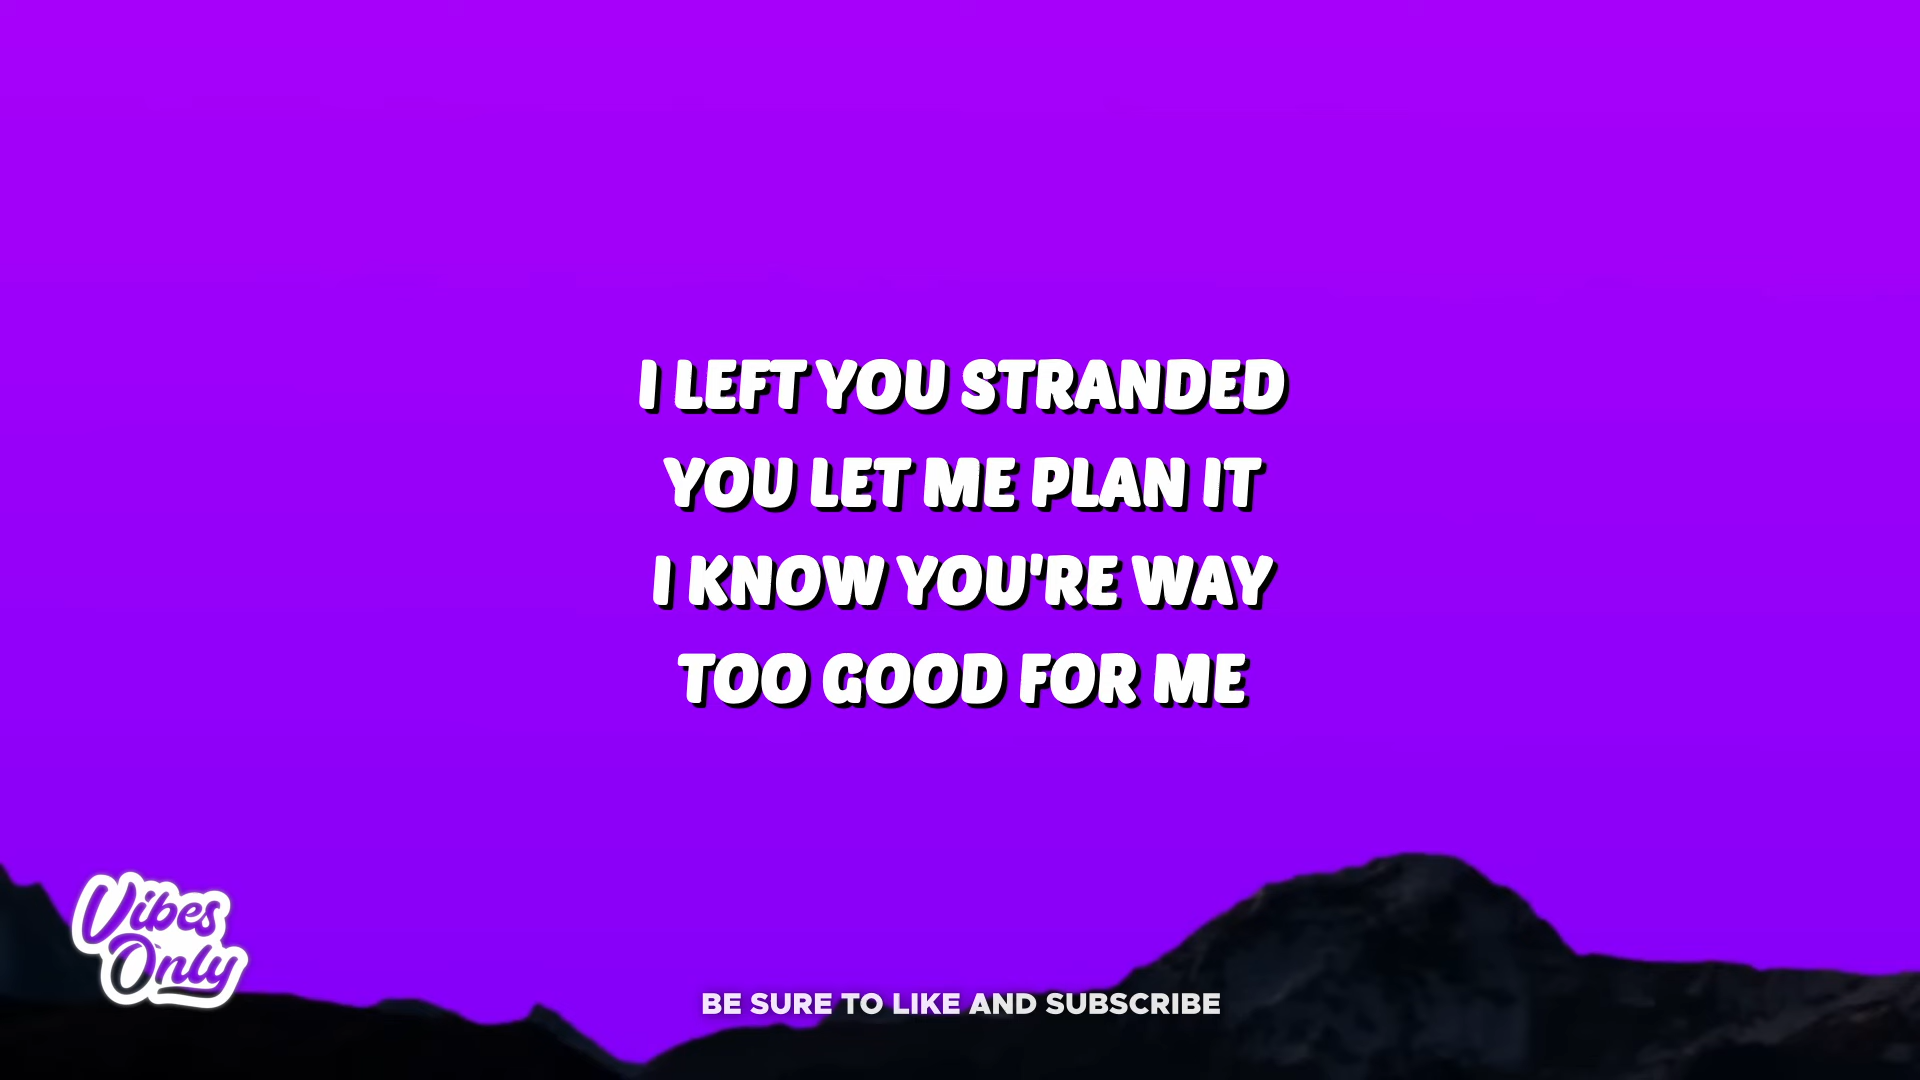 I LEFT YOU STRANDED
YOU LET ME PLAN IT
I KNOW YOU'RE WAY
TOO GOOD FOR ME
Vibes
Only
BE SURE TO LIKE AND SUBSCRIBE